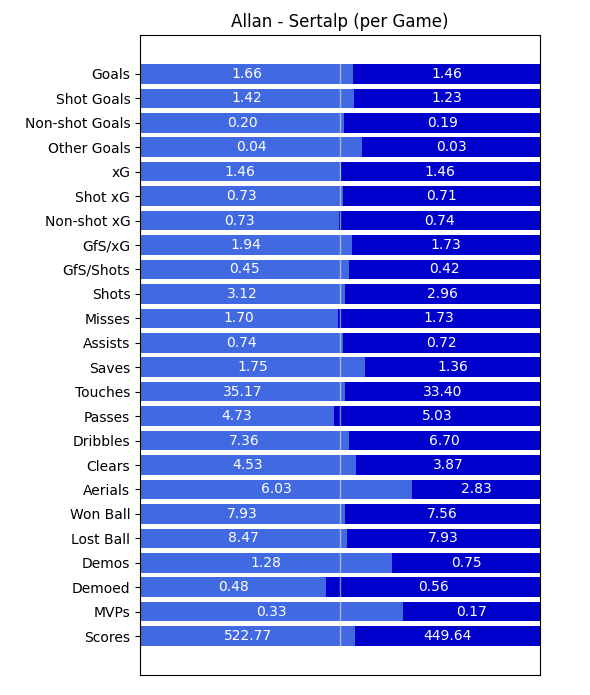 Allan - Sertalp (per Game)
Goals 1.66 1.46
Shot Goals 1.42 1.23
Non-shot Goals 0.20 0.19
Other Goals 0.04 0.03
xG 1.46 1.46
Shot xG 0.73 0.71
Non-shot xG 0.73 0.74
GfS/xG 1.94 1.73
GfS/Shots 0.45 0.42
Shots 3.12 2.96
Misses 1.70 1.73
Assists 0.74 0.72
Saves 1.75 1.36
Touches 35.17 33.40
Passes 4.73 5.03
Dribbles 7.36 6.70
Clears 4.53 3.87
Aerials 6.03 2.83
Won Ball 7.93 7.56
Lost Ball 8.47 7.93
Demos 1.28 0.75
Demoed 0.48 0.56
MVPs 0.33 0.17
Scores 522.77 449.64